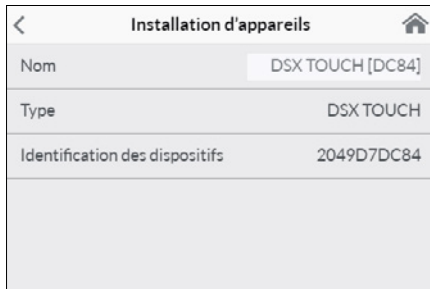 Installation d'appareils
Nom DSX TOUCH [DC84]
Type DSX TOUCH
Identification des dispositifs 2049D7DC84